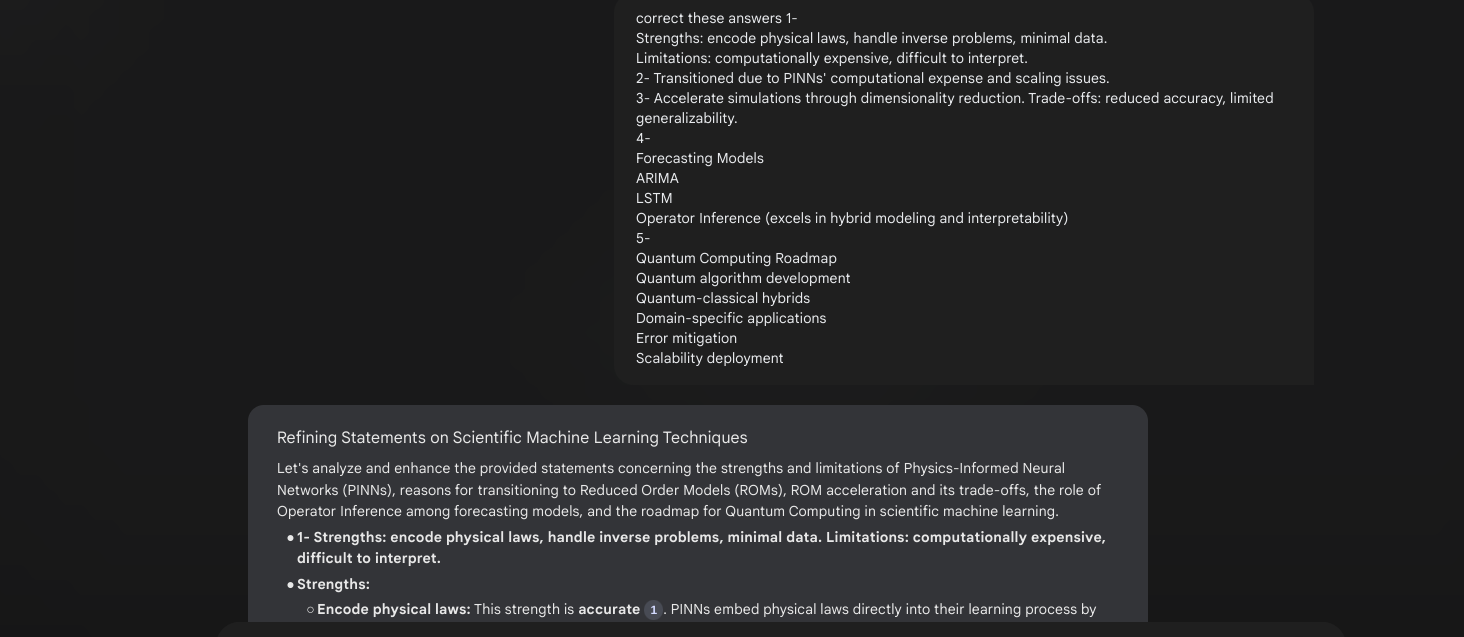 correct these answers 1-
Strengths: encode physical laws, handle inverse problems, minimal data.
Limitations: computationally expensive, difficult to interpret.
2- Transitioned due to PINNs' computational expense and scaling issues.
3- Accelerate simulations through dimensionality reduction. Trade-offs: reduced accuracy, limited
generalizability.
4-
Forecasting Models
ARIMA
LSTM
Operator Inference (excels in hybrid modeling and interpretability)
5-
Quantum Computing Roadmap
Quantum algorithm development
Quantum-classical hybrids
Domain-specific applications
Error mitigation
Scalability deployment
Refining Statements on Scientific Machine Learning Techniques
Let's analyze and enhance the provided statements concerning the strengths and limitations of Physics-Informed Neural
Networks (PINNs), reasons for transitioning to Reduced Order Models (ROMs), ROM acceleration and its trade-offs, the role of
Operator Inference among forecasting models, and the roadmap for Quantum Computing in scientific machine learning.
● 1- Strengths: encode physical laws, handle inverse problems, minimal data. Limitations: computationally expensive,
difficult to interpret.
● Strengths:
○ Encode physical laws: This strength is accurate 1. PINNs embed physical laws directly into their learning process by